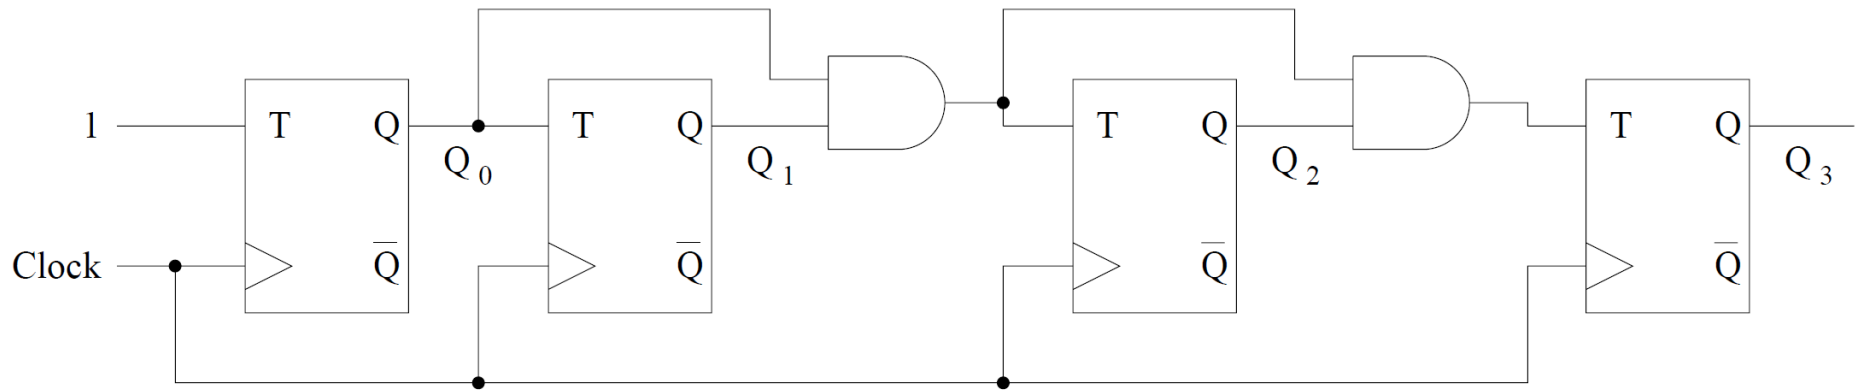 1 T Q T Q T Q T Q
Q0 Q1 Q2 Q3
Clock Q̅ Q̅ Q̅ Q̅